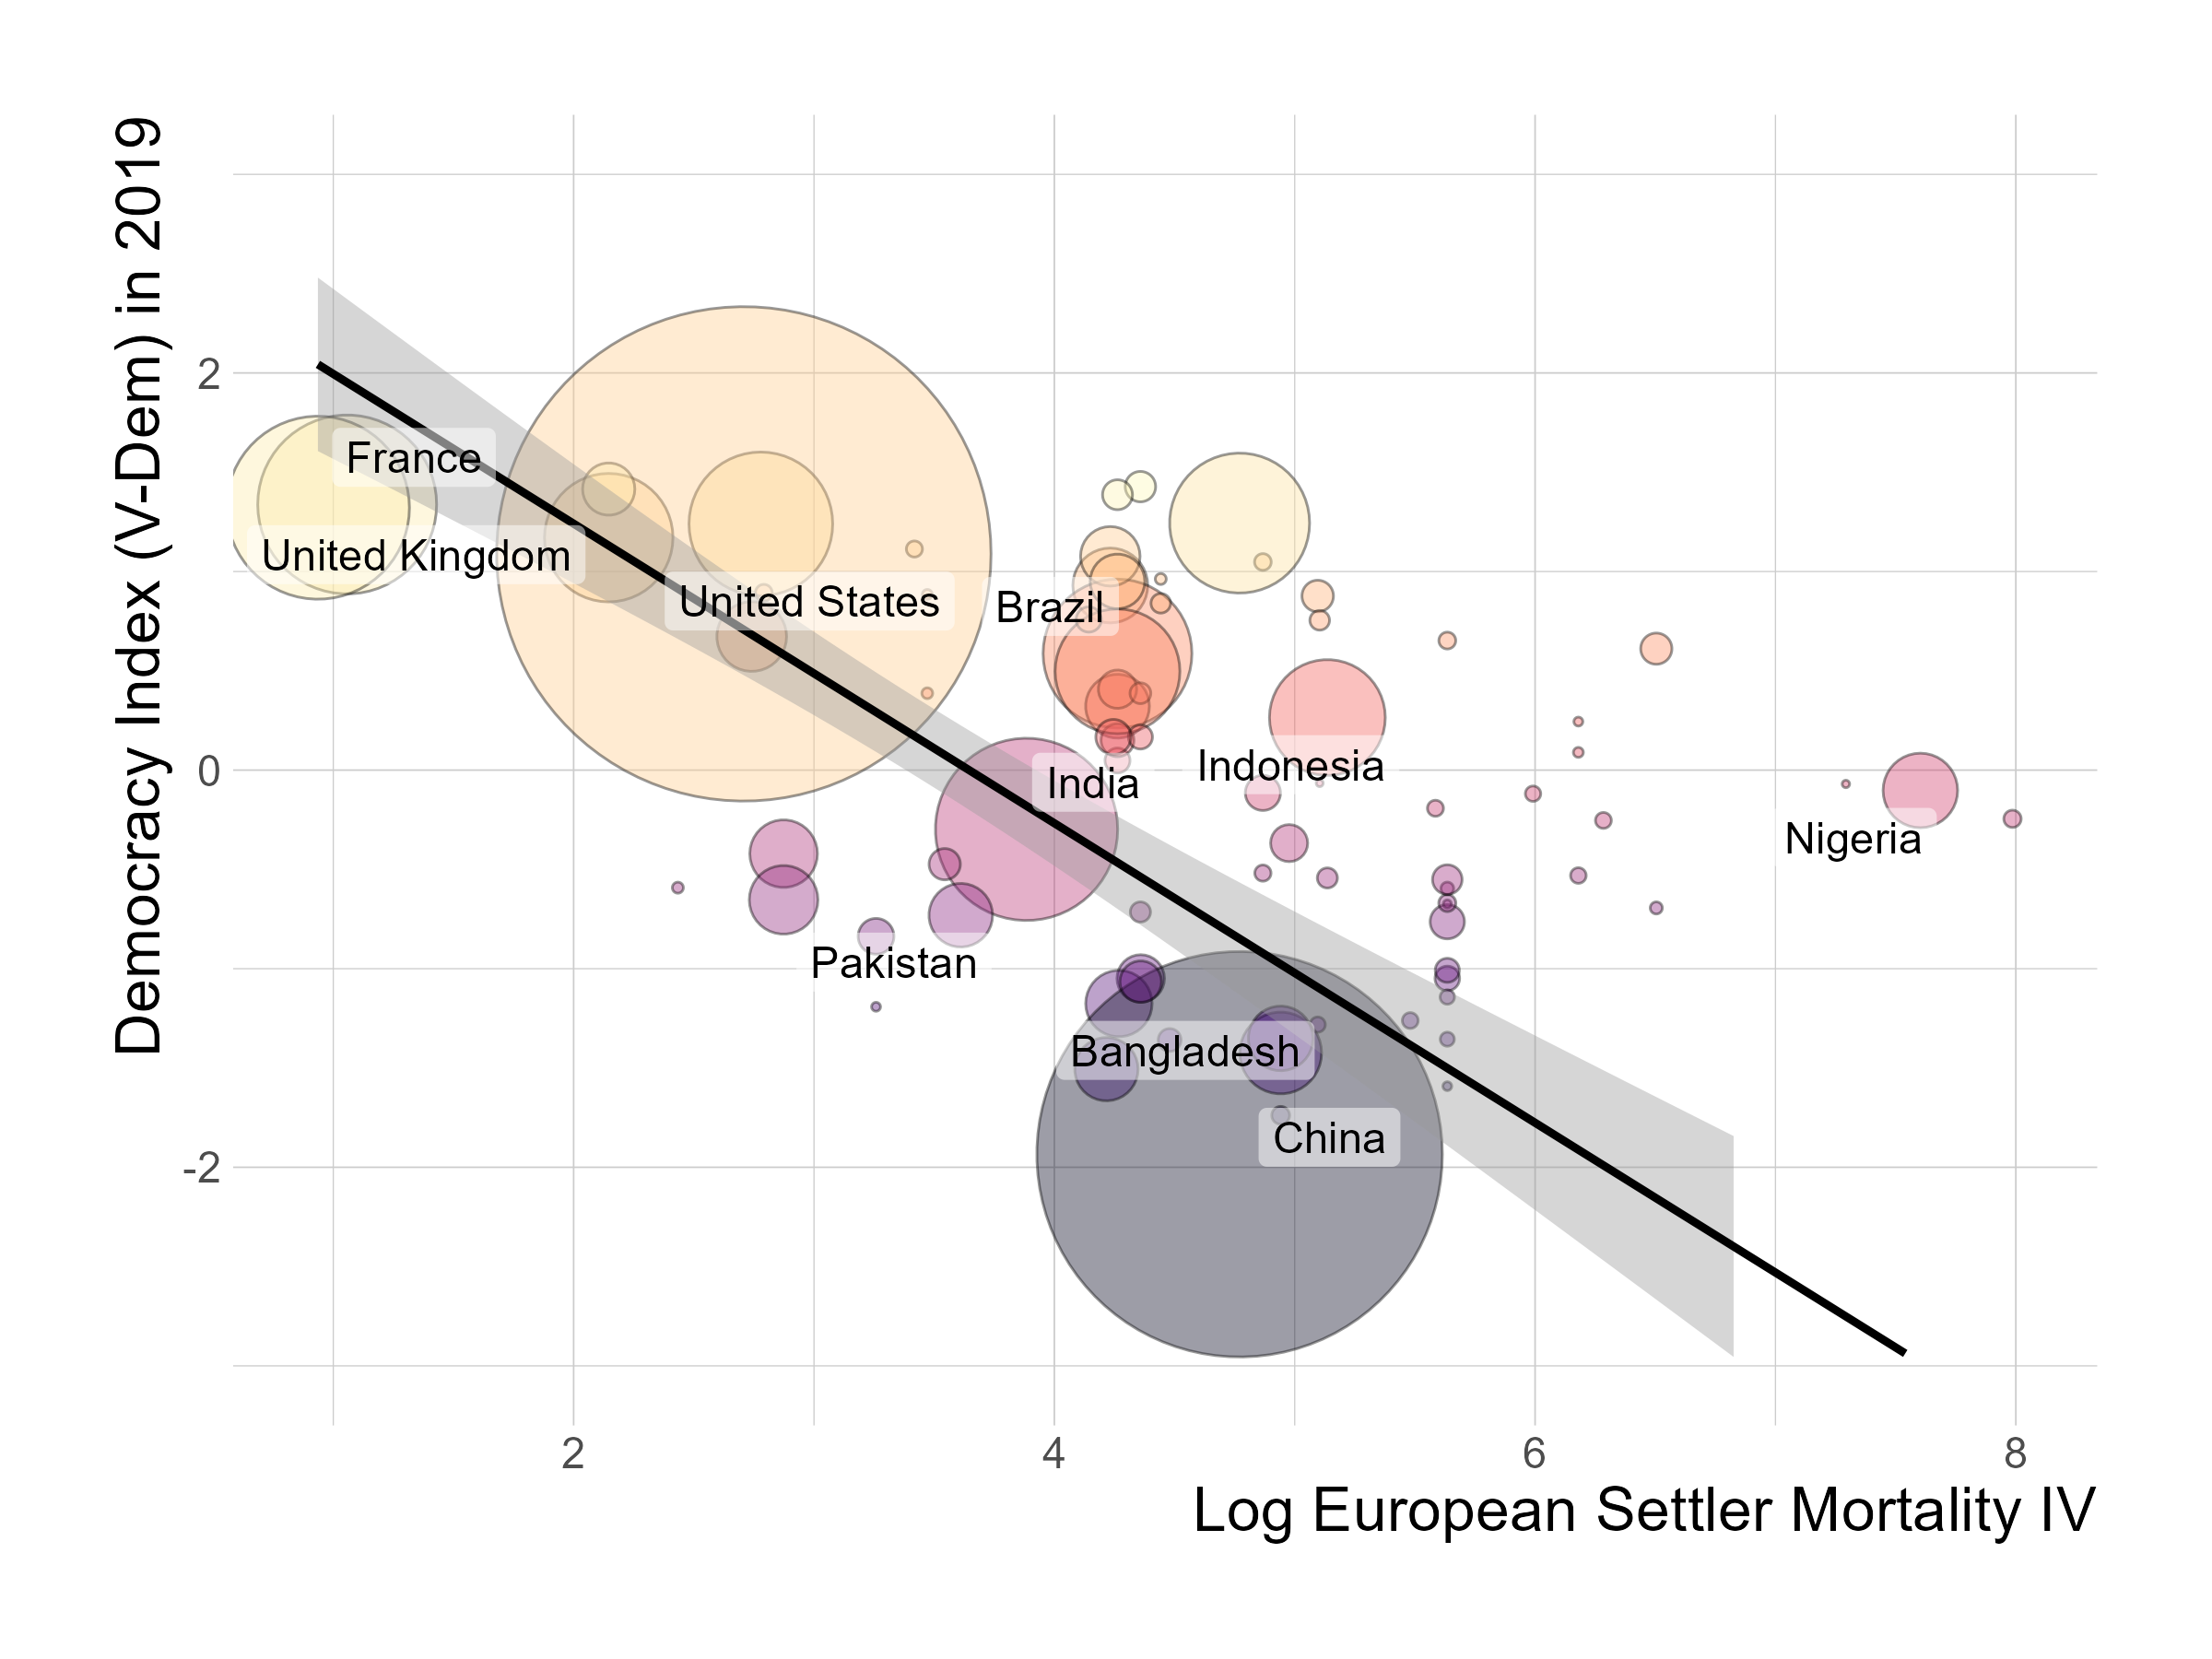 Democracy Index (V-Dem) in 2019
2
0
-2
France
United Kingdom
United States
Brazil
Indonesia
India
Nigeria
Pakistan
Bangladesh
China
2
4
6
8
Log European Settler Mortality IV